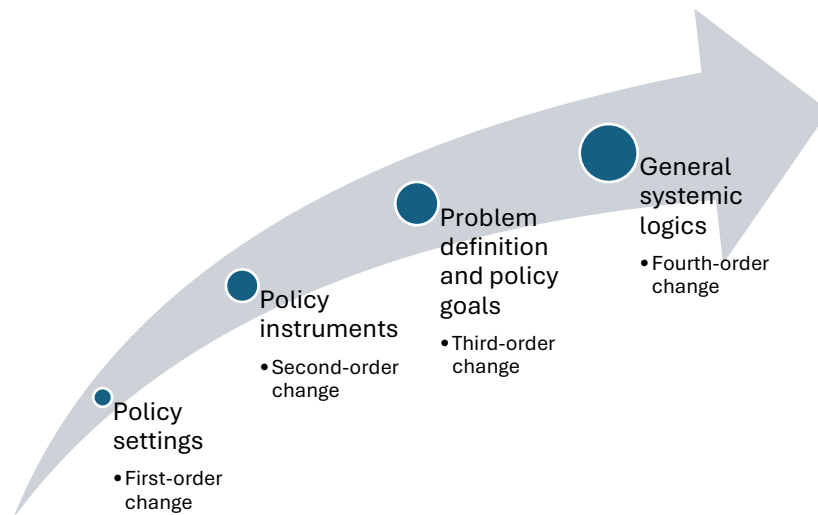 Policy
settings
•First-order
change
Policy
instruments
•Second-order
change
Problem
definition
and policy
goals
•Third-order
change
General
systemic
logics
•Fourth-order
change